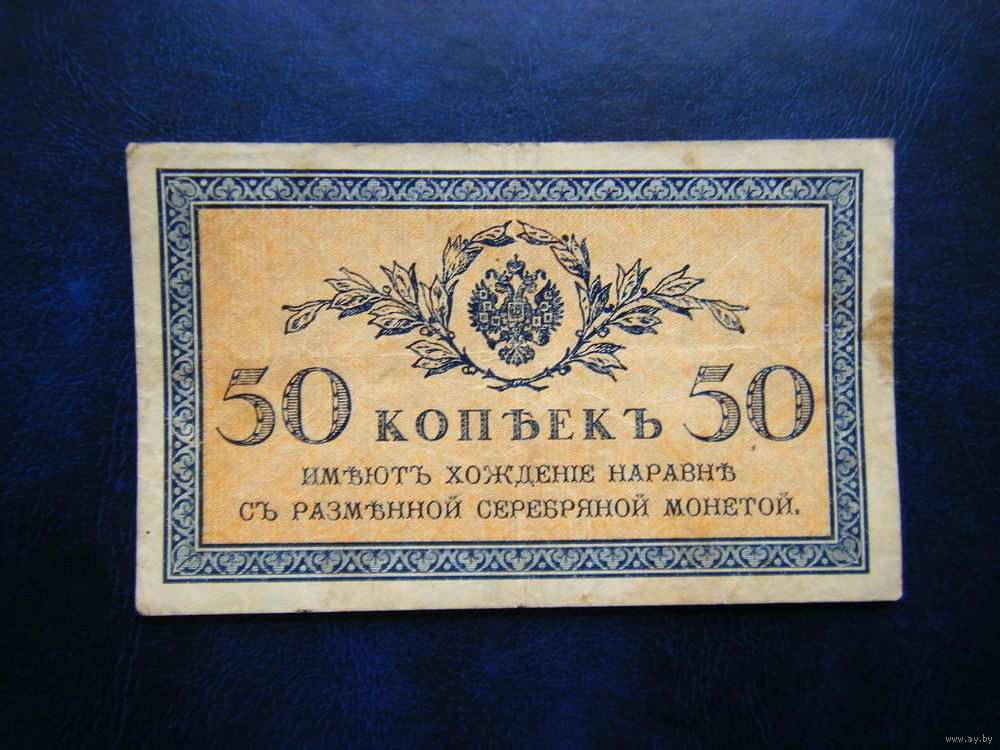 50 КОПѢЕКЪ 50
ИМѢЮТЪ ХОЖДЕНІЕ НАРАВНѢ
СЪ РАЗМѢННОЙ СЕРЕБРЯНОЙ МОНЕТОЙ.
www.ay.by